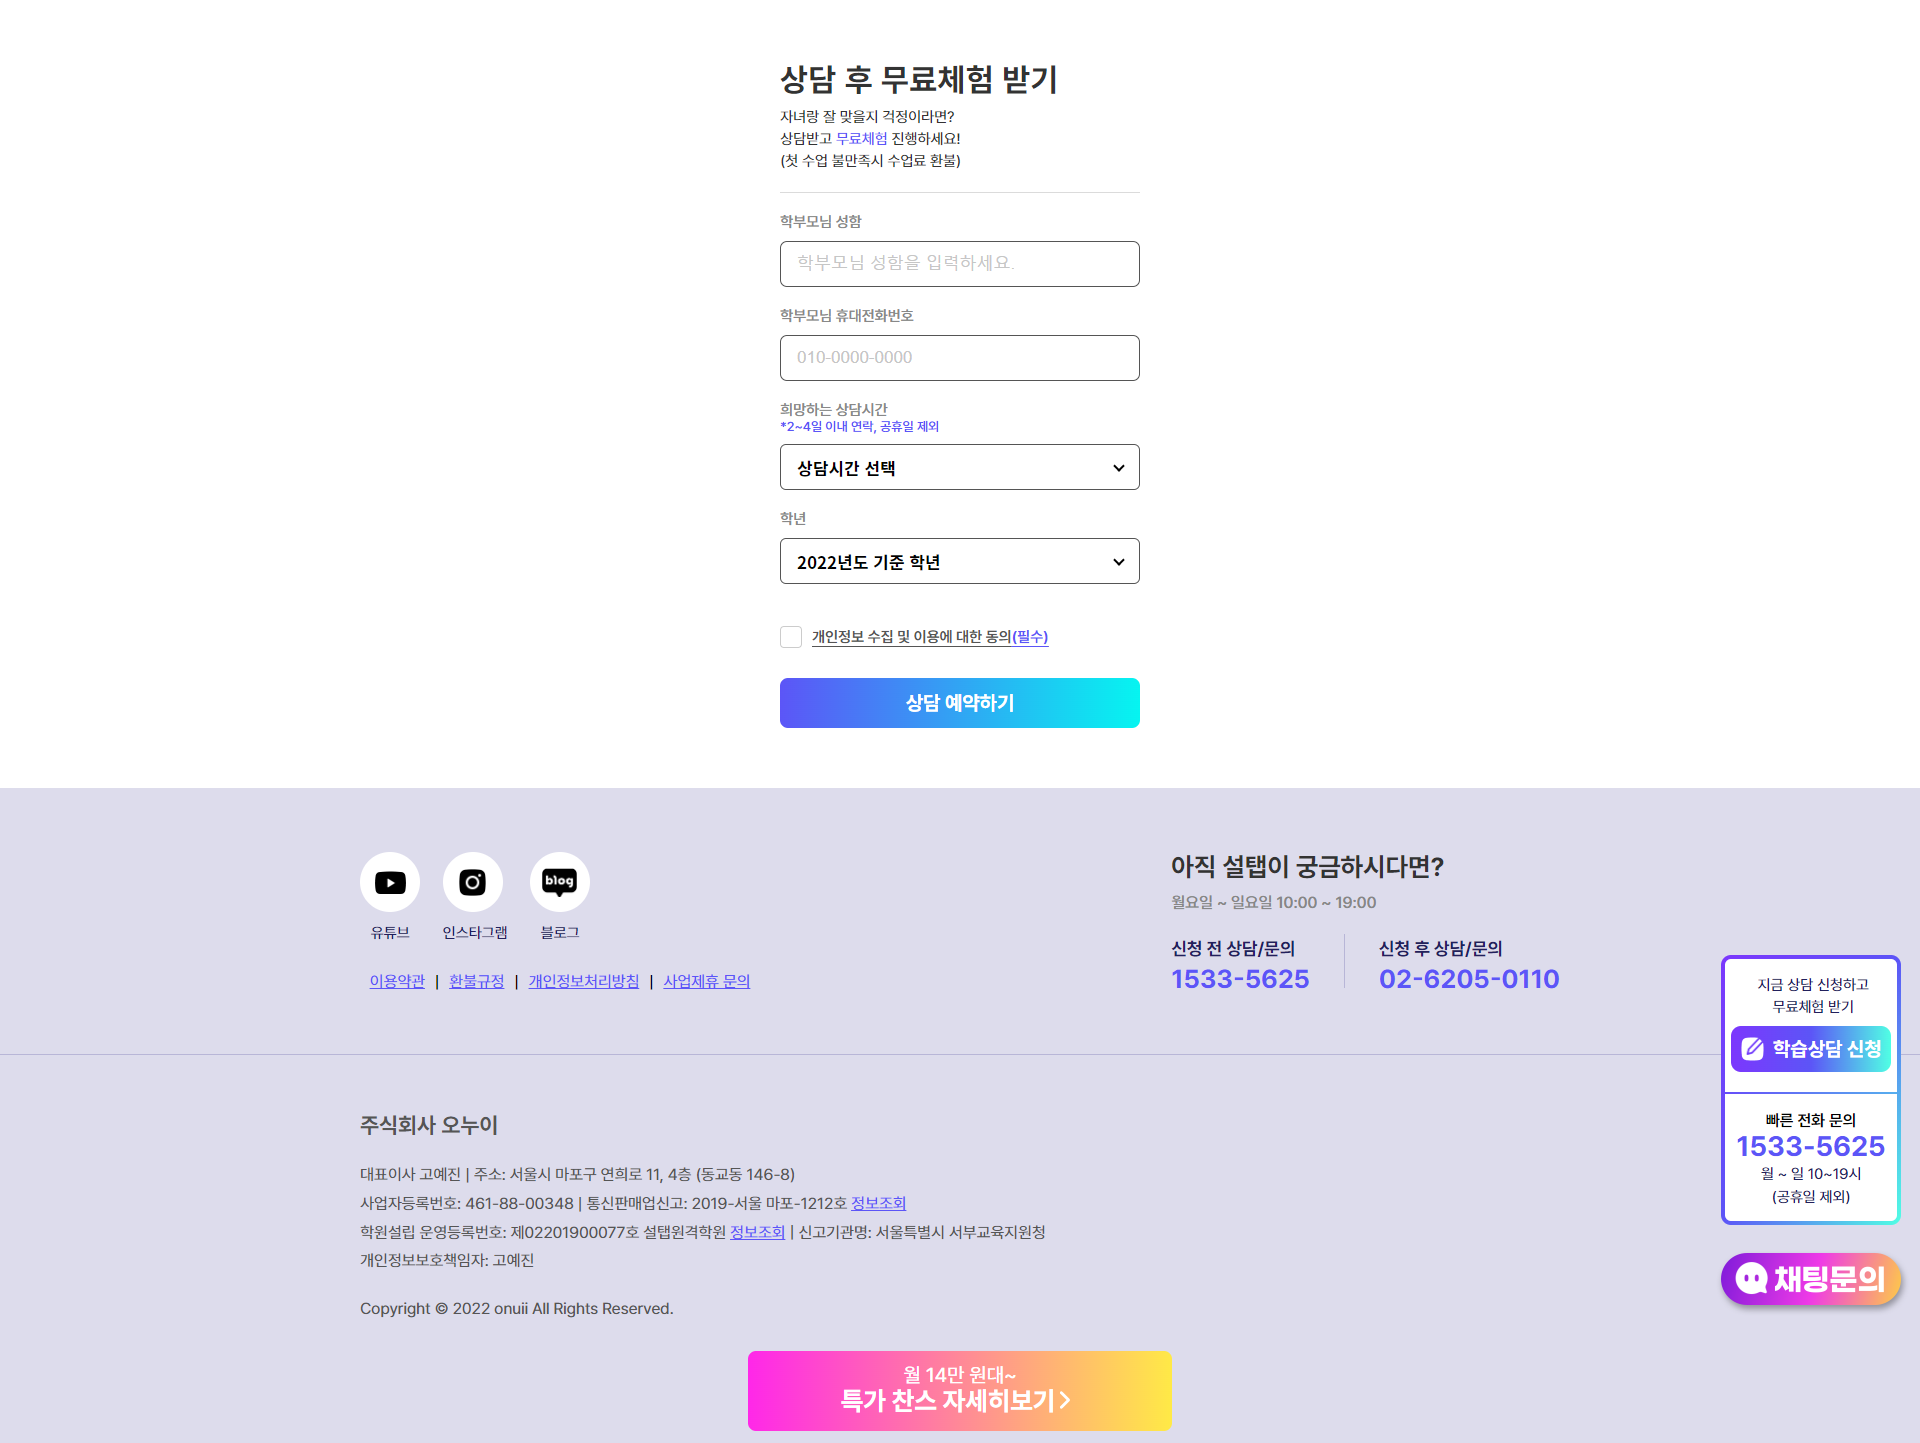 상담 후 무료체험 받기
자녀랑 잘 맞을지 걱정이라면?
상담받고 무료체험 진행하세요!
(첫 수업 불만족시 수업료 환불)
학부모님 성함
학부모님 성함을 입력하세요.
학부모님 휴대전화번호
010-0000-0000
희망하는 상담시간
*2~4일 이내 연락, 공휴일 제외
상담시간 선택
학년
2022년도 기준 학년
개인정보 수집 및 이용에 대한 동의(필수)
상담 예약하기
blog
유튜브 인스타그램 블로그
이용약관 | 환불규정 | 개인정보처리방침 | 사업제휴 문의
아직 설탭이 궁금하시다면?
월요일 ~ 일요일 10:00 ~ 19:00
신청 전 상담/문의
1533-5625
신청 후 상담/문의
02-6205-0110
지금 상담 신청하고
무료체험 받기
학습상담 신청
빠른 전화 문의
1533-5625
월 ~ 일 10~19시
(공휴일 제외)
채팅문의
주식회사 오누이
대표이사 고예진 | 주소: 서울시 마포구 연희로 11, 4층 (동교동 146-8)
사업자등록번호: 461-88-00348 | 통신판매업신고: 2019-서울 마포-1212호 정보조회
학원설립 운영등록번호: 제02201900077호 설탭원격학원 정보조회 | 신고기관명: 서울특별시 서부교육지원청
개인정보보호책임자: 고예진
Copyright © 2022 onuii All Rights Reserved.
월 14만 원대~
특가 찬스 자세히보기